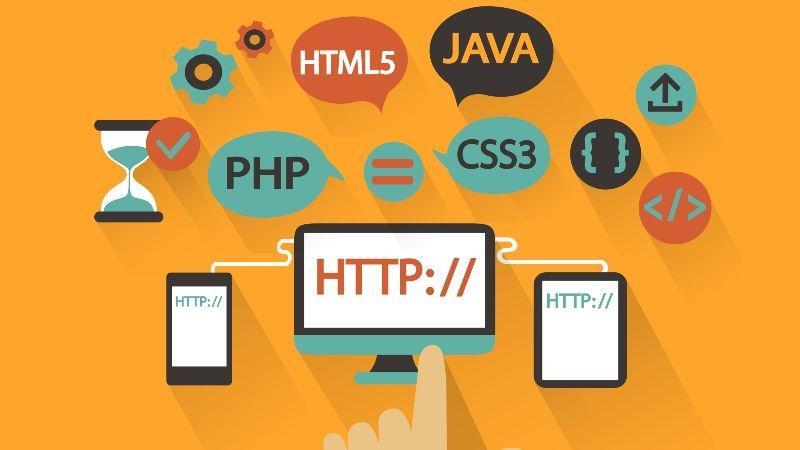 HTML5
JAVA
PHP
=
CSS3
{ }
</>
HTTP://
HTTP://
HTTP://